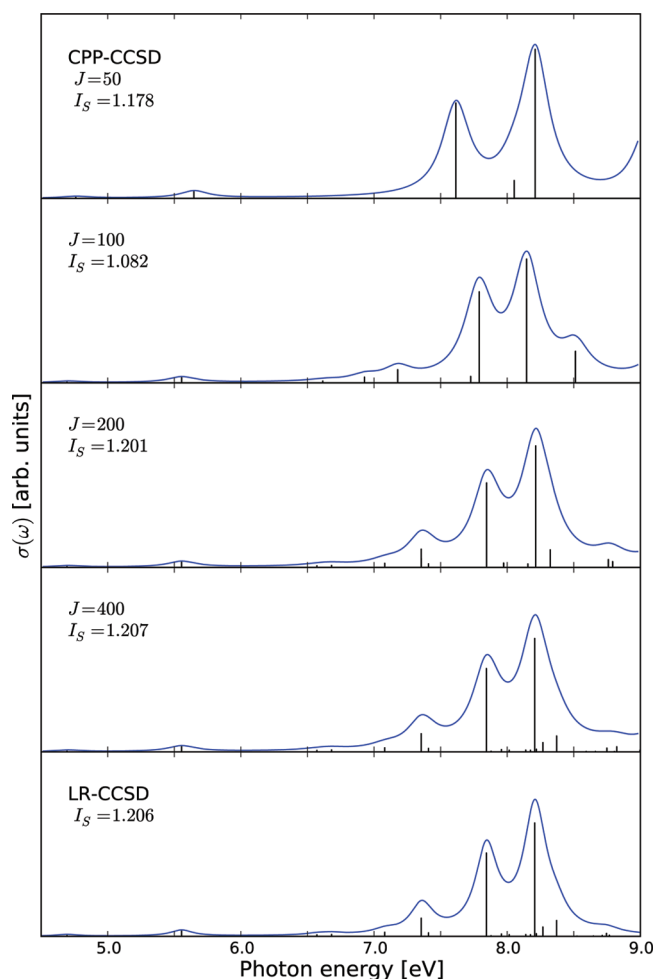 CPP-CCSD
J=50
I_S=1.178
J=100
I_S=1.082
J=200
I_S=1.201
J=400
I_S=1.207
LR-CCSD
I_S=1.206
σ(ω) [arb. units]
5.0 6.0 7.0 8.0 9.0
Photon energy [eV]